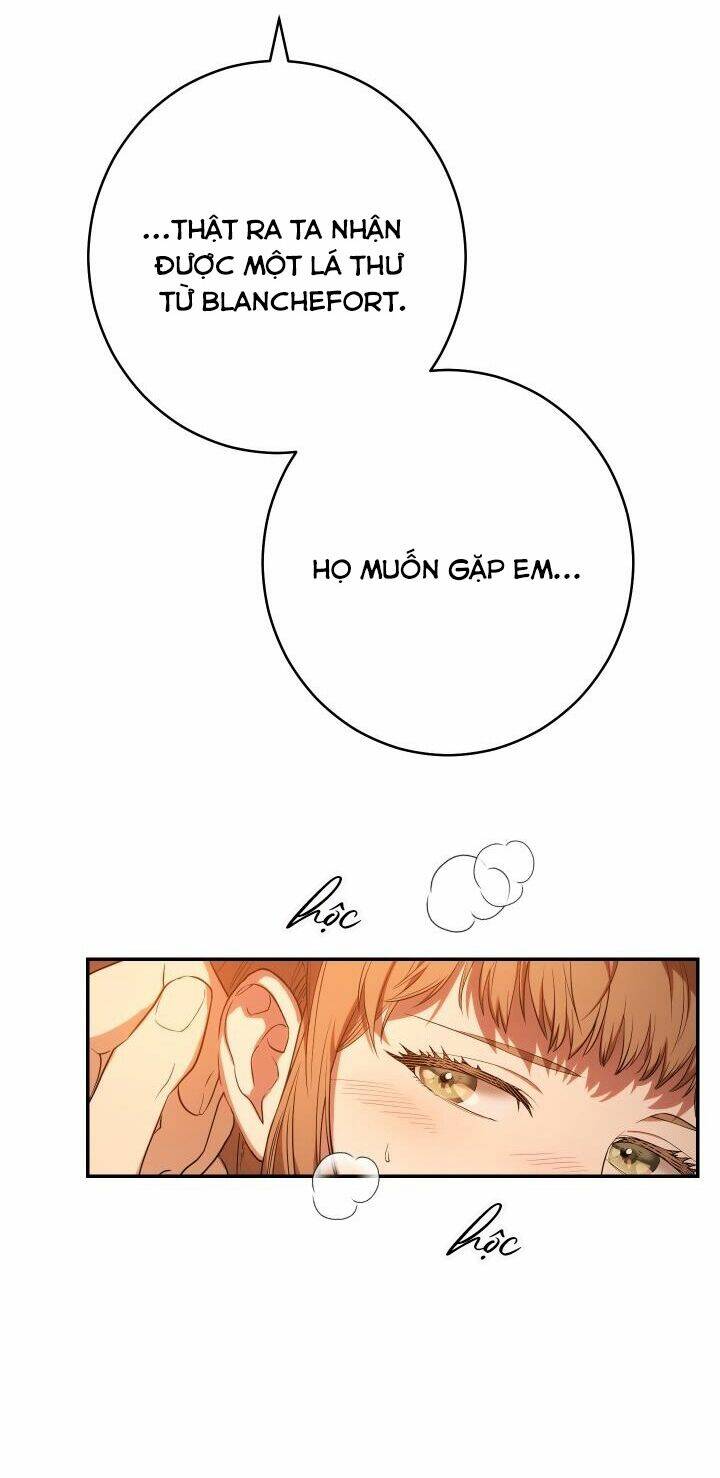 ...THẬT RA TA NHẬN
ĐƯỢC MỘT LÁ THƯ
TỪ BLANCHEFORT.
HỌ MUỐN GẶP EM...
hộc
hộc